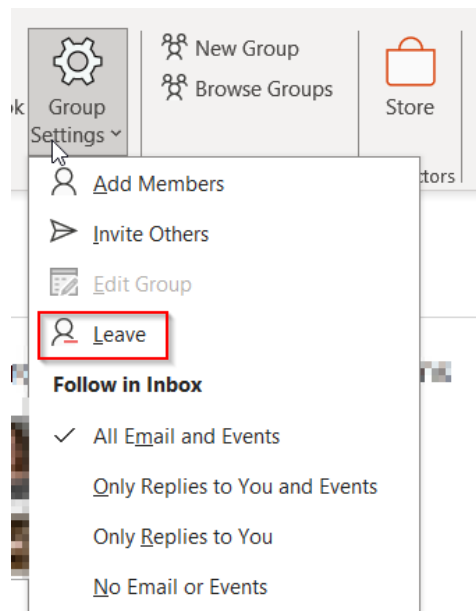 k
Group
Settings
New Group
Browse Groups
Store
ctors
Add Members
Invite Others
Edit Group
Leave
Follow in Inbox
All Email and Events
Only Replies to You and Events
Only Replies to You
No Email or Events